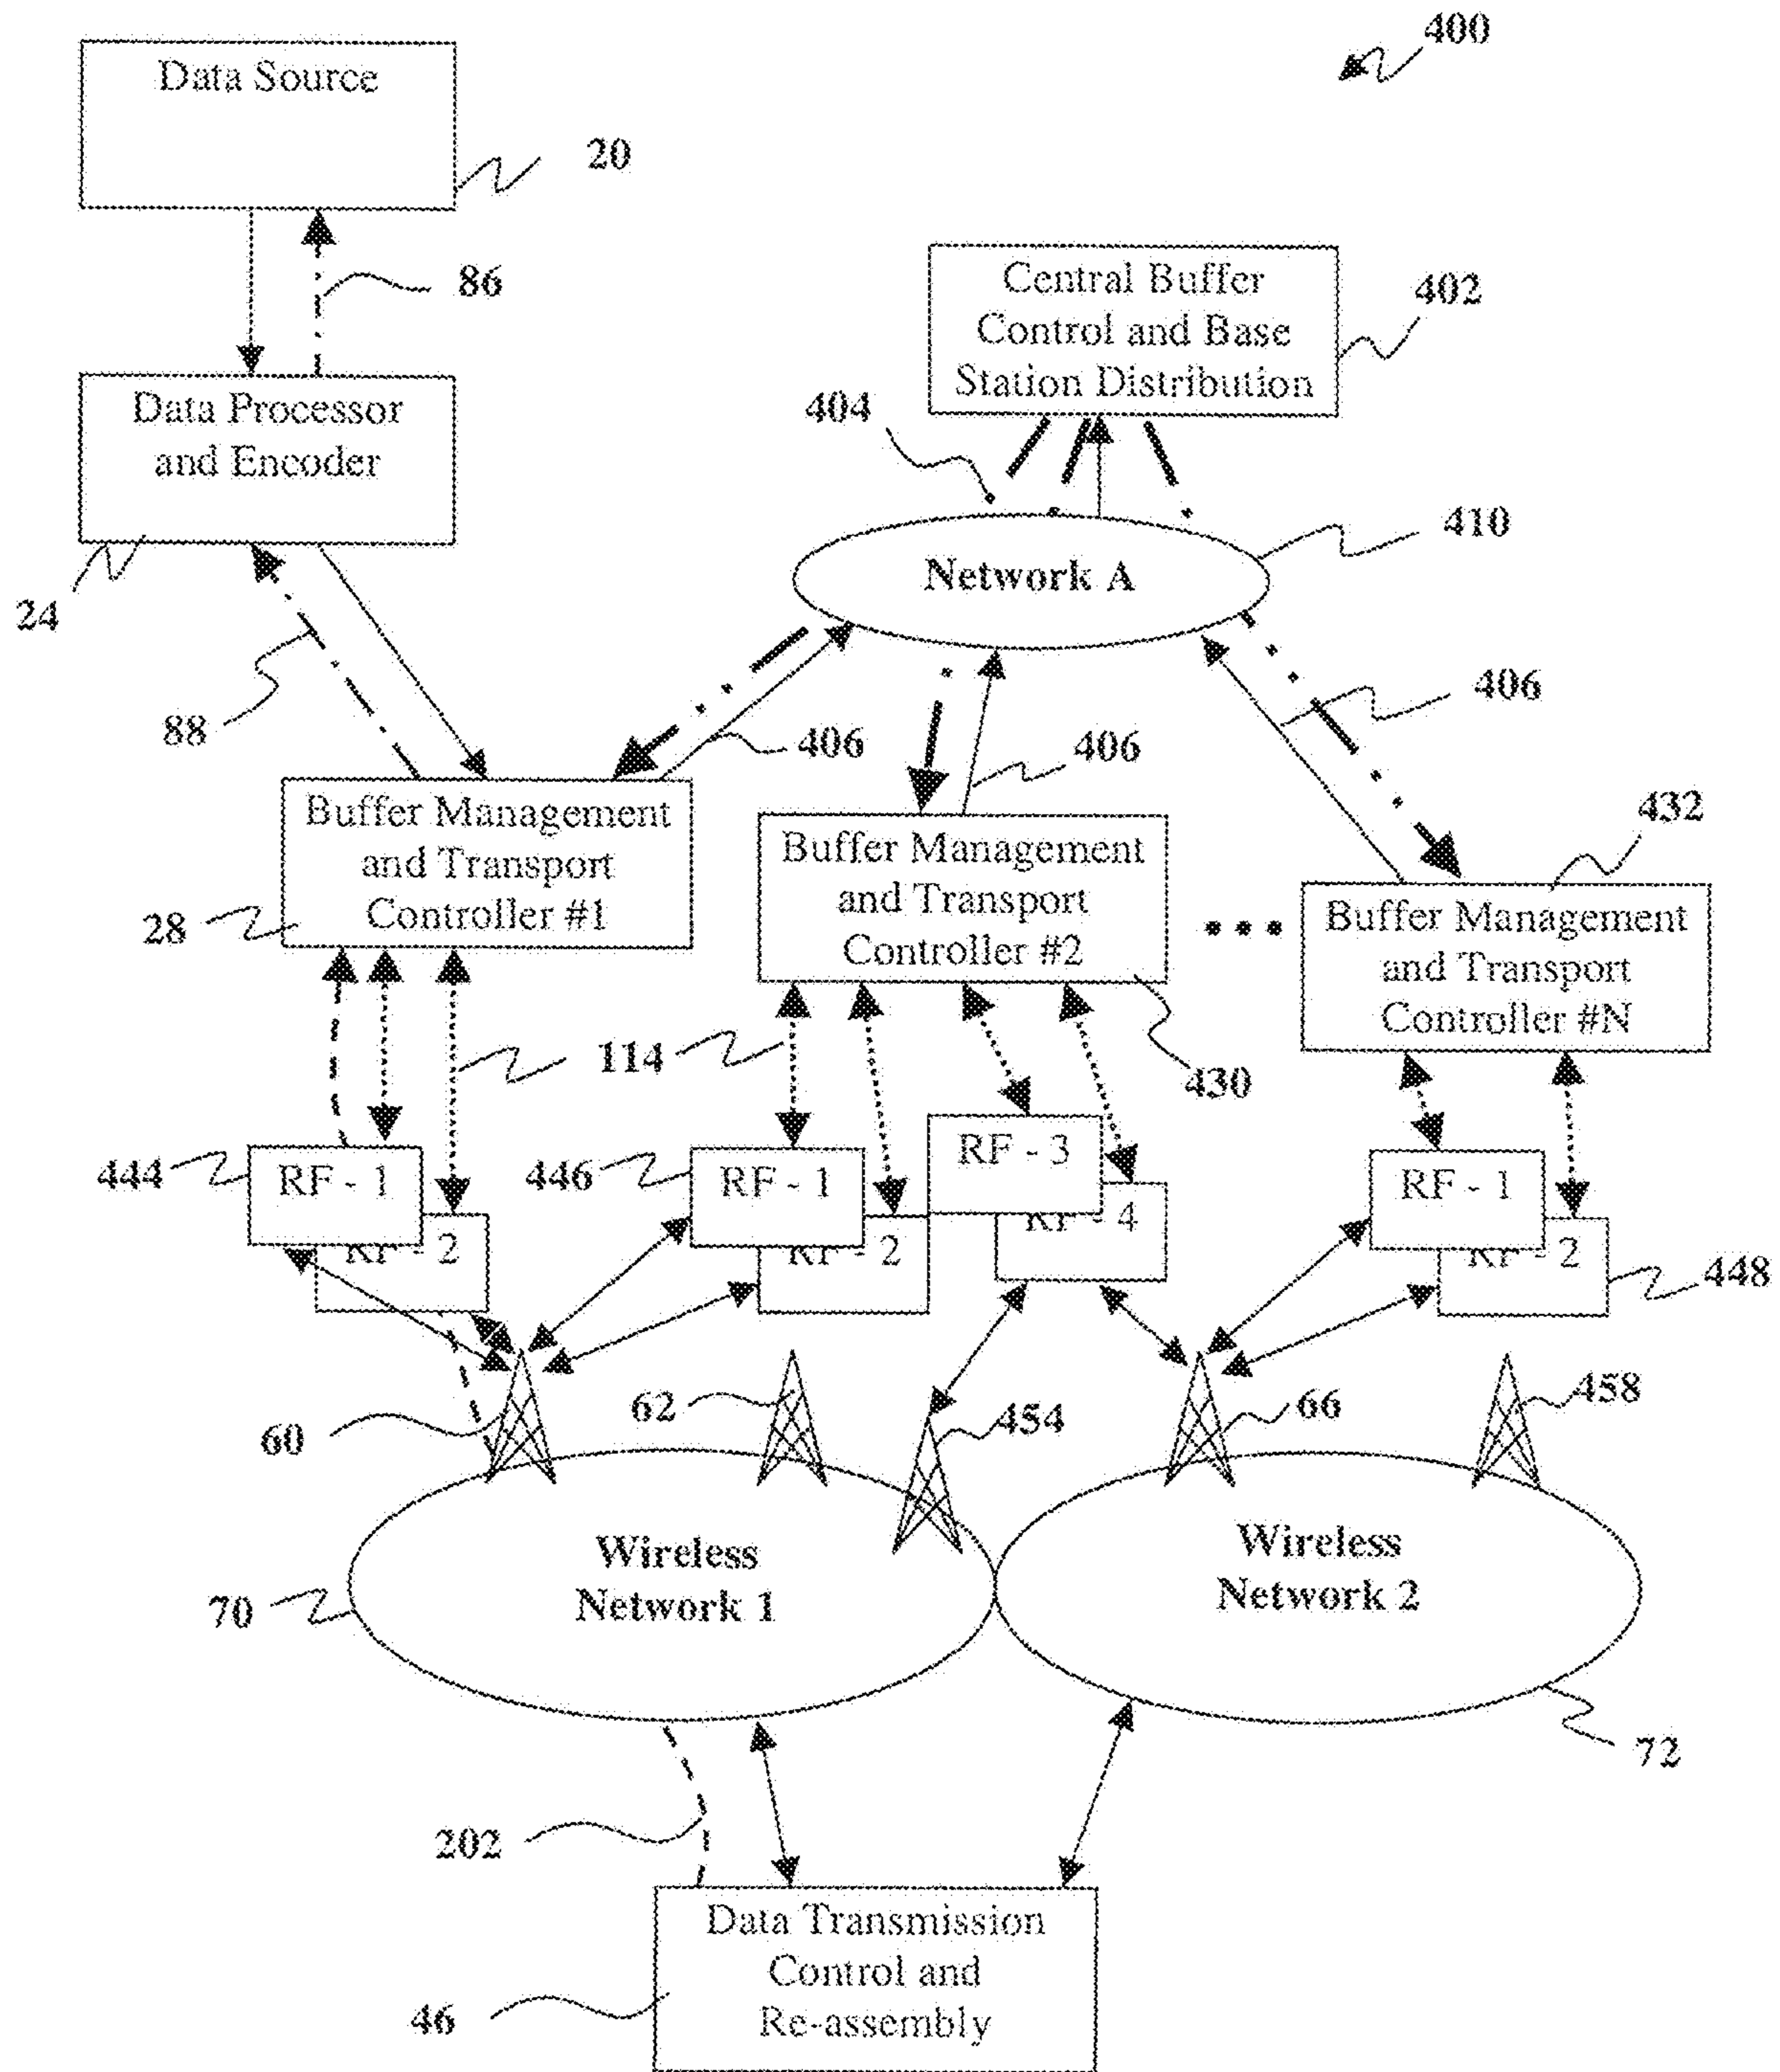 400
Data Source
20
86
Central Buffer
Control and Base
Station Distribution
402
Data Processor
and Encoder
404
410
Network A
24
88
406
406
406
432
Buffer Management
and Transport
Controller #1
28
Buffer Management
and Transport
Controller #2
Buffer Management
and Transport
Controller #N
114
430
444
RF - 1
RF - 2
446
RF - 1
RF - 2
RF - 3
RF - 4
RF - 1
RF - 2
448
60
62
454
66
458
Wireless
Network 1
Wireless
Network 2
70
72
202
Data Transmission
Control and
Re-assembly
46